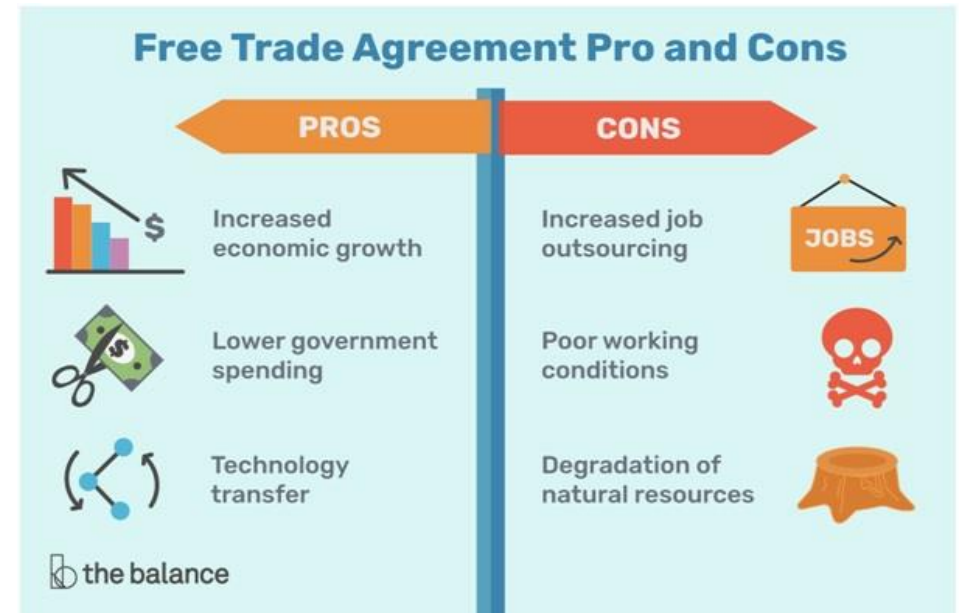 Free Trade Agreement Pro and Cons
PROS
CONS
$
Increased
economic growth
Increased job
outsourcing
JOBS
$
Lower government
spending
Poor working
conditions
Technology
transfer
Degradation of
natural resources
b the balance